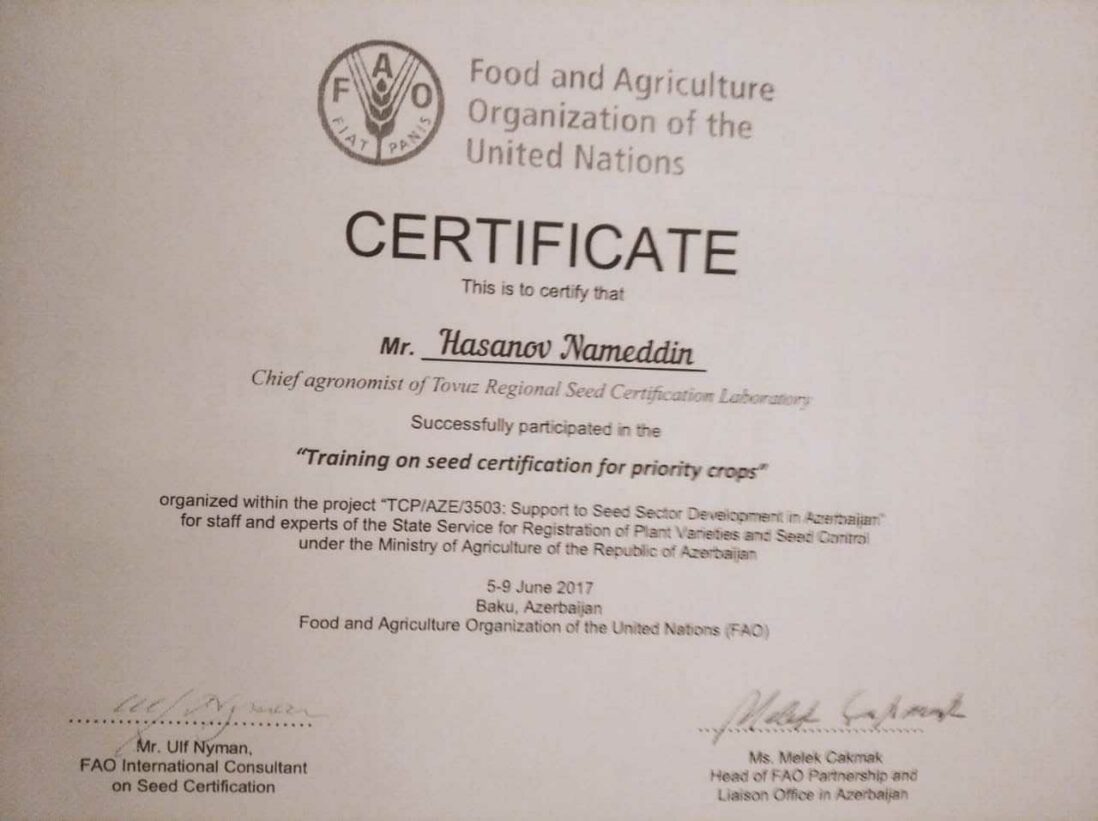 FAO
FIAT PANIS
Food and Agriculture
Organization of the
United Nations
CERTIFICATE
This is to certify that
Mr. Hasanov Nameddin
Chief agronomist of Tovuz Regional Seed Certification Laboratory
Successfully participated in the
“Training on seed certification for priority crops”
organized within the project “TCP/AZE/3503: Support to Seed Sector Development in Azerbaijan”
for staff and experts of the State Service for Registration of Plant Varieties and Seed Control
under the Ministry of Agriculture of the Republic of Azerbaijan
5-9 June 2017
Baku, Azerbaijan
Food and Agriculture Organization of the United Nations (FAO)
Ulf Nyman
Mr. Ulf Nyman,
FAO International Consultant
on Seed Certification
Melek Cakmak
Ms. Melek Cakmak
Head of FAO Partnership and
Liaison Office in Azerbaijan